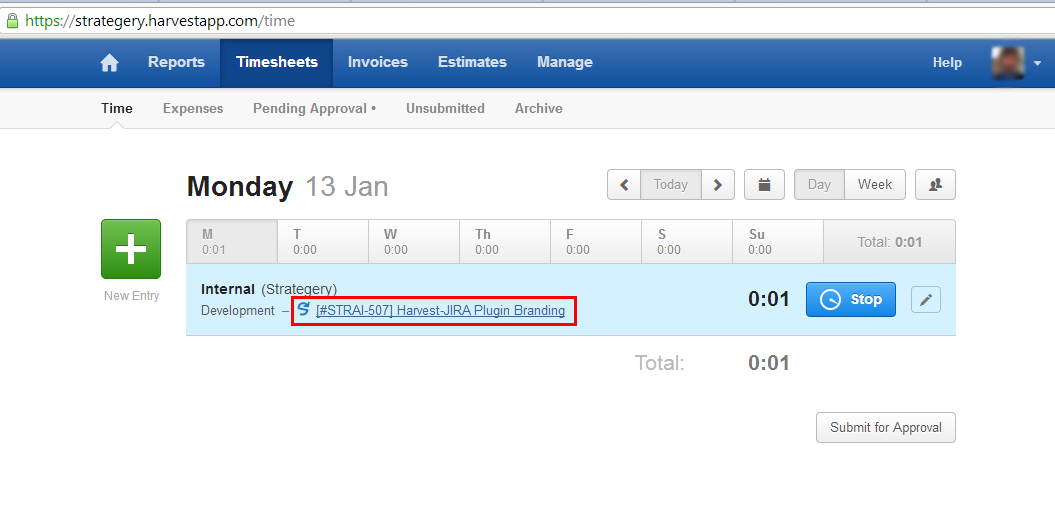 https://strategery.harvestapp.com/time
Reports Timesheets Invoices Estimates Manage Help
Time Expenses Pending Approval • Unsubmitted Archive
Monday 13 Jan
Today Day Week
M T W Th F S Su
0:01 0:00 0:00 0:00 0:00 0:00 0:00 Total: 0:01
New Entry
Internal (Strategery)
Development – [#STRAI-507] Harvest-JIRA Plugin Branding
0:01 Stop
Total: 0:01
Submit for Approval